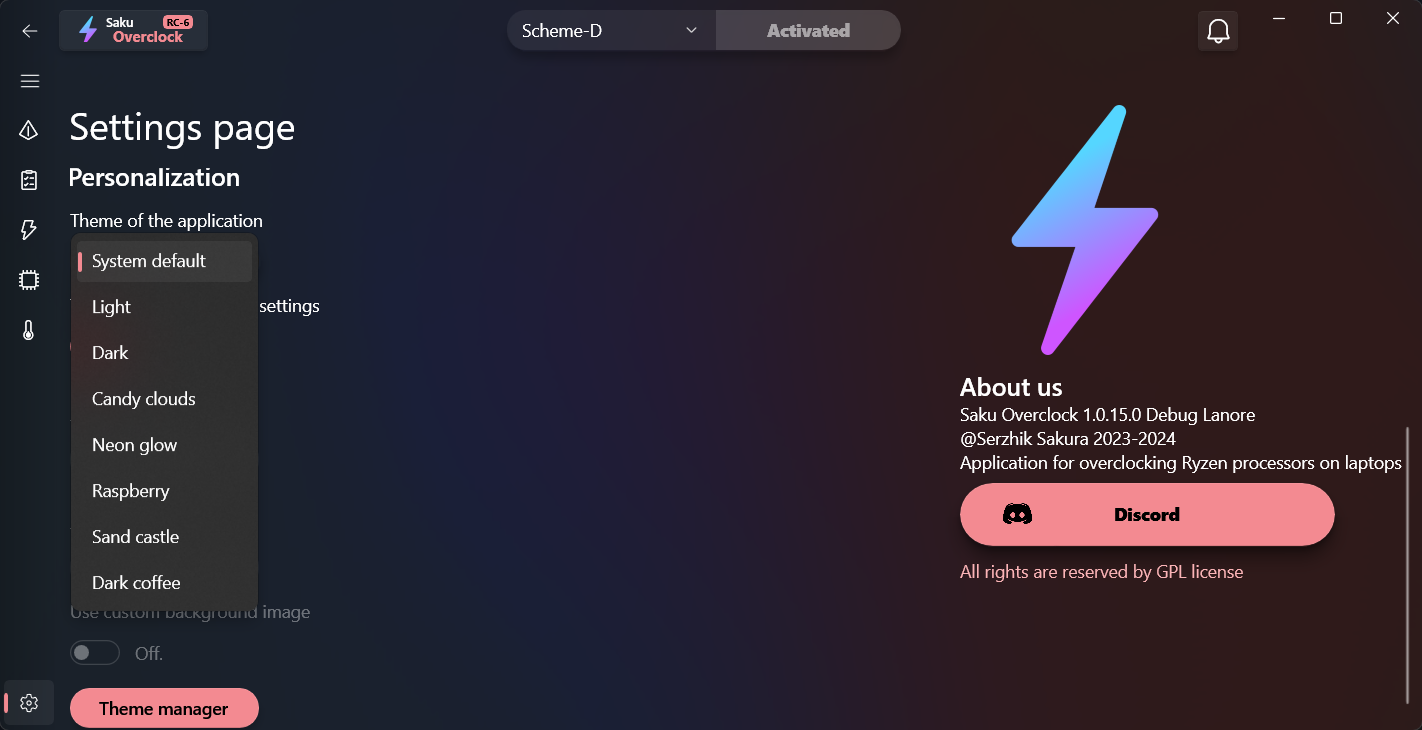 Saku
RC-6
Overclock
Scheme-D
Activated
Settings page
Personalization
Theme of the application
System default
Light
settings
Dark
Candy clouds
Neon glow
Raspberry
Sand castle
Dark coffee
Use custom background image
Off.
Theme manager
About us
Saku Overclock 1.0.15.0 Debug Lanore
@Serzhik Sakura 2023-2024
Application for overclocking Ryzen processors on laptops
Discord
All rights are reserved by GPL license